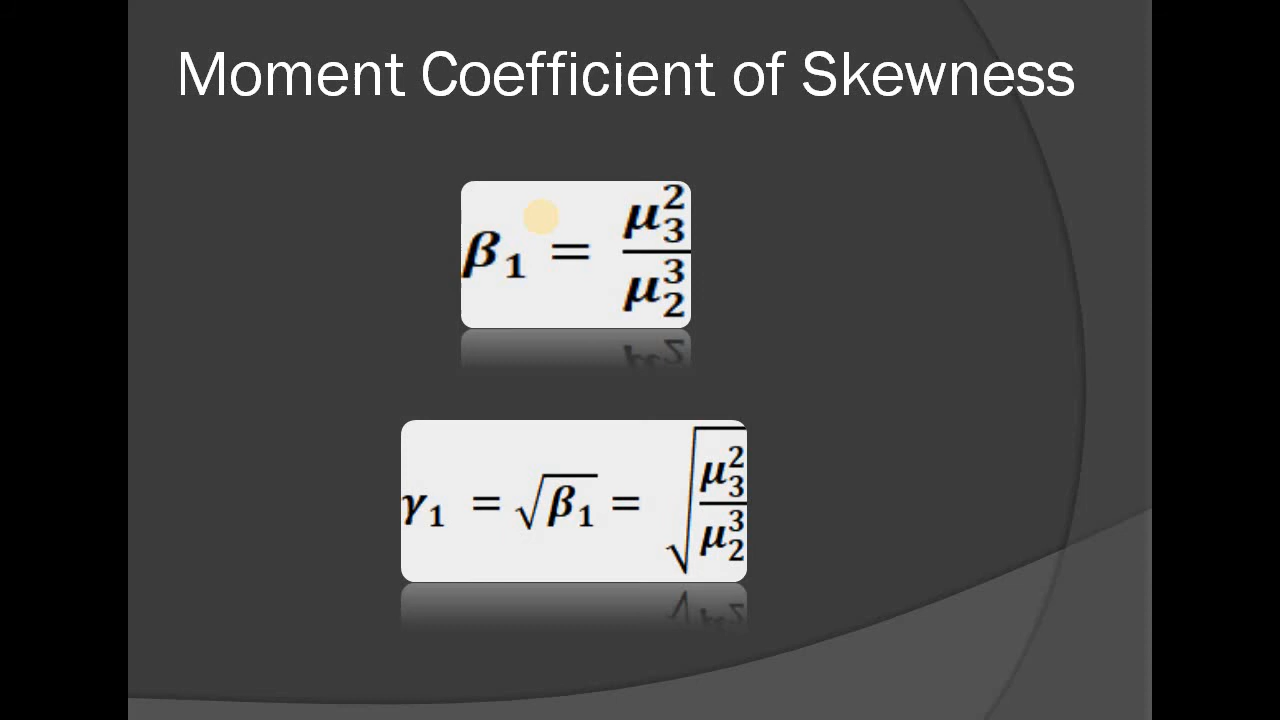 Moment Coefficient of Skewness
β₁ = μ₃²/μ₂³
γ₁ = √β₁ = √(μ₃²/μ₂³)